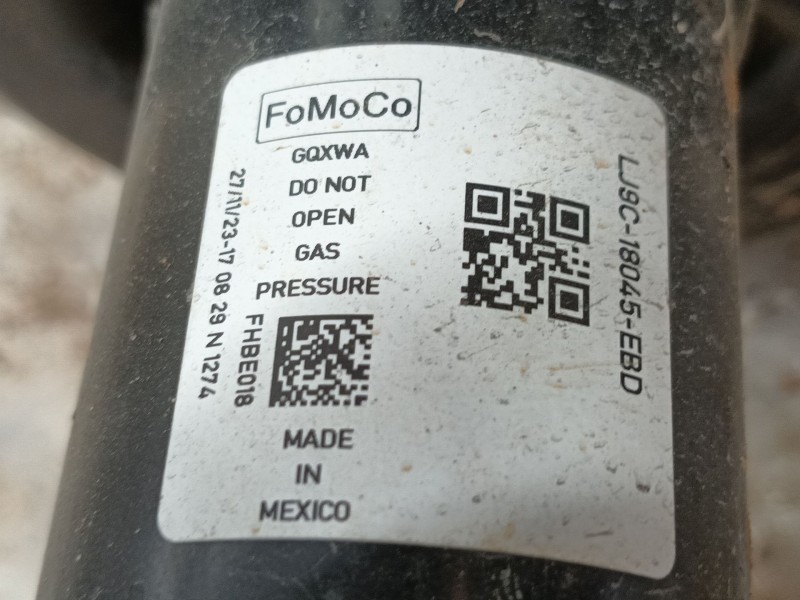 FoMoCo
GQXWA
DO NOT
OPEN
GAS
PRESSURE
27/11/23-17 08 29 N 1274
FHBE018
MADE
IN
MEXICO
LJ9C-18045-EBD